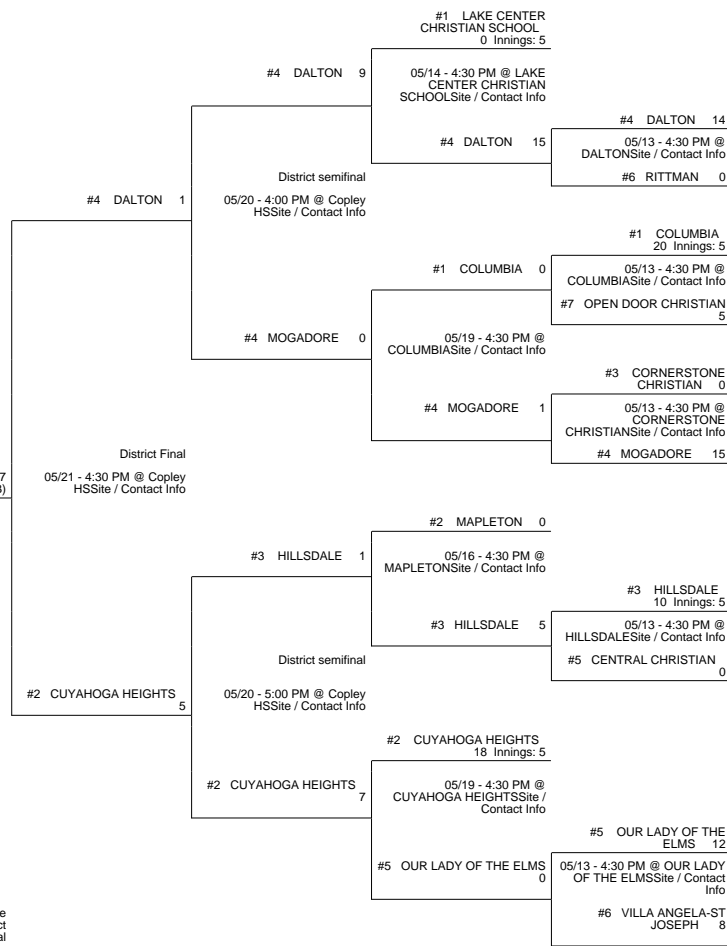 #1 LAKE CENTER
CHRISTIAN SCHOOL
0 Innings: 5
#4 DALTON 9
05/14 - 4:30 PM @ LAKE
CENTER CHRISTIAN
SCHOOLSite / Contact Info
#4 DALTON 14
#4 DALTON 15
05/13 - 4:30 PM @
DALTONSite / Contact Info
#6 RITTMAN 0
District semifinal
#4 DALTON 1
05/20 - 4:00 PM @ Copley
HSSite / Contact Info
#1 COLUMBIA
20 Innings: 5
#1 COLUMBIA 0
05/13 - 4:30 PM @
COLUMBIASite / Contact Info
#7 OPEN DOOR CHRISTIAN
5
#4 MOGADORE 0
05/19 - 4:30 PM @
COLUMBIASite / Contact Info
#3 CORNERSTONE
CHRISTIAN 0
#4 MOGADORE 1
05/13 - 4:30 PM @
CORNERSTONE
CHRISTIANSite / Contact Info
#4 MOGADORE 15
District Final
7
3)
05/21 - 4:30 PM @ Copley
HSSite / Contact Info
#2 MAPLETON 0
#3 HILLSDALE 1
05/16 - 4:30 PM @
MAPLETONSite / Contact Info
#3 HILLSDALE
10 Innings: 5
#3 HILLSDALE 5
05/13 - 4:30 PM @
HILLSDALESite / Contact Info
#5 CENTRAL CHRISTIAN
0
District semifinal
#2 CUYAHOGA HEIGHTS
5
05/20 - 5:00 PM @ Copley
HSSite / Contact Info
#2 CUYAHOGA HEIGHTS
18 Innings: 5
#2 CUYAHOGA HEIGHTS
7
05/19 - 4:30 PM @
CUYAHOGA HEIGHTSSite /
Contact Info
#5 OUR LADY OF THE
ELMS 12
#5 OUR LADY OF THE ELMS
0
05/13 - 4:30 PM @ OUR LADY
OF THE ELMSSite / Contact
Info
#6 VILLA ANGELA-ST
JOSEPH 8
e
ct
al